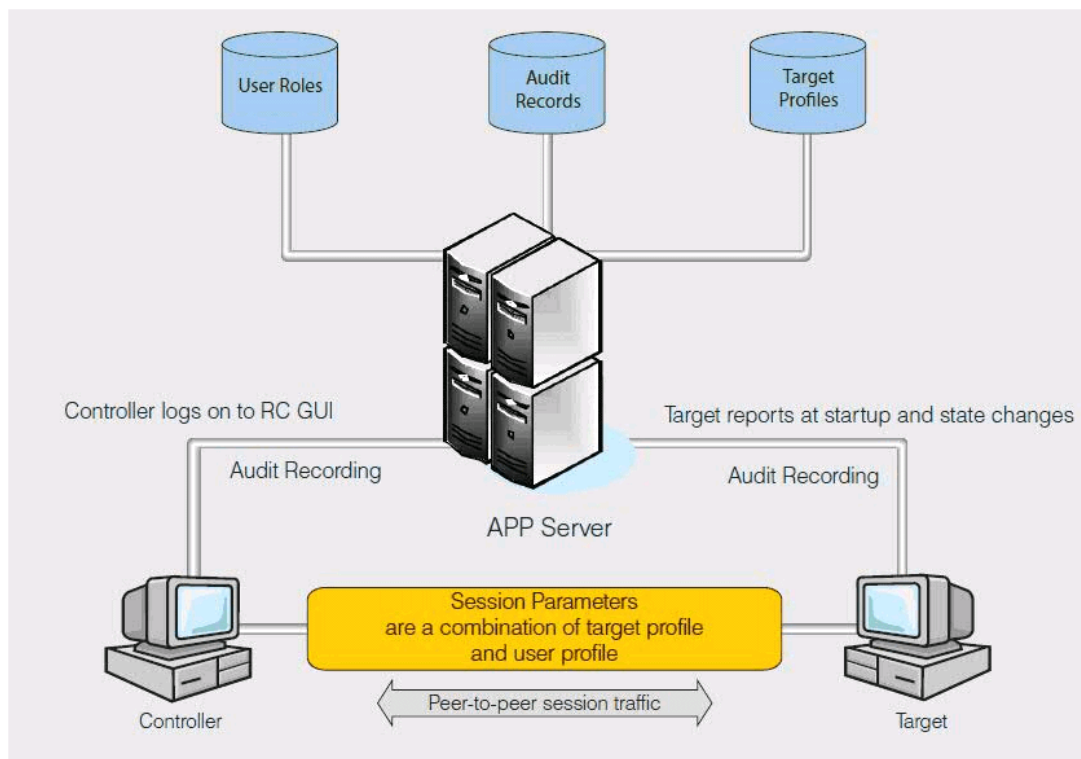 User Roles
Audit
Records
Target
Profiles
Controller logs on to RC GUI
Audit Recording
Target reports at startup and state changes
Audit Recording
APP Server
Session Parameters
are a combination of target profile
and user profile
Peer-to-peer session traffic
Controller
Target